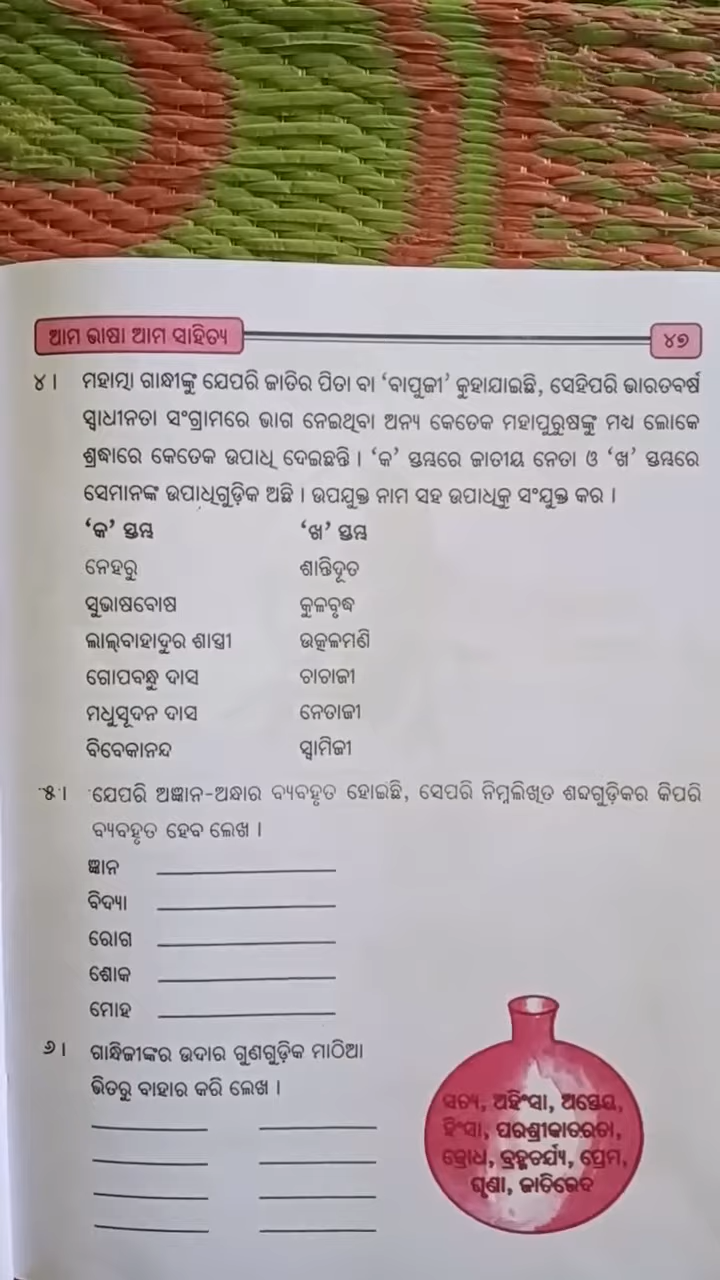 ଆମ ଭାଷା ଆମ ସାହିତ୍ୟ
୪୭
୪। ମହାତ୍ମା ଗାନ୍ଧୀଙ୍କୁ ଯେପରି ଜାତିର ପିତା ବା ‘ବାପୁଜୀ’ କୁହାଯାଇଛି, ସେହିପରି ଭାରତବର୍ଷ
ସ୍ୱାଧୀନତା ସଂଗ୍ରାମରେ ଭାଗ ନେଇଥିବା ଅନ୍ୟ କେତେକ ମହାପୁରୁଷଙ୍କୁ ମଧ୍ୟ ଲୋକେ
ଶ୍ରଦ୍ଧାରେ କେତେକ ଉପାଧି ଦେଇଛନ୍ତି । ‘କ’ ସ୍ତମ୍ଭରେ ଜାତୀୟ ନେତା ଓ ‘ଖ’ ସ୍ତମ୍ଭରେ
ସେମାନଙ୍କ ଉପାଧିଗୁଡ଼ିକ ଅଛି । ଉପଯୁକ୍ତ ନାମ ସହ ଉପାଧିକୁ ସଂଯୁକ୍ତ କର ।
‘କ’ ସ୍ତମ୍ଭ ‘ଖ’ ସ୍ତମ୍ଭ
ନେହରୁ ଶାନ୍ତିଦୂତ
ସୁଭାଷବୋଷ କୁଳବୃଦ୍ଧ
ଲାଲ୍‌ବାହାଦୁର ଶାସ୍ତ୍ରୀ ଉତ୍କଳମଣି
ଗୋପବନ୍ଧୁ ଦାସ ଚାଚାଜୀ
ମଧୁସୂଦନ ଦାସ ନେତାଜୀ
ବିବେକାନନ୍ଦ ସ୍ୱାମିଜୀ
୫। ଯେପରି ଅଜ୍ଞାନ-ଅନ୍ଧାର ବ୍ୟବହୃତ ହୋଇଛି, ସେପରି ନିମ୍ନଲିଖିତ ଶବ୍ଦଗୁଡ଼ିକର କିପରି
ବ୍ୟବହୃତ ହେବ ଲେଖ ।
ଜ୍ଞାନ
ବିଦ୍ୟା
ରୋଗ
ଶୋକ
ମୋହ
୬। ଗାନ୍ଧିଜୀଙ୍କର ଉଦାର ଗୁଣଗୁଡ଼ିକ ମାଠିଆ
ଭିତରୁ ବାହାର କରି ଲେଖ ।
ସତ୍ୟ, ଅହିଂସା, ଅସ୍ତେୟ,
ହିଂସା, ପରଶ୍ରୀକାତରତା,
କ୍ରୋଧ, ବ୍ରହ୍ମଚର୍ଯ୍ୟ, ପ୍ରେମ,
ଘୃଣା, ଜାତିଭେଦ